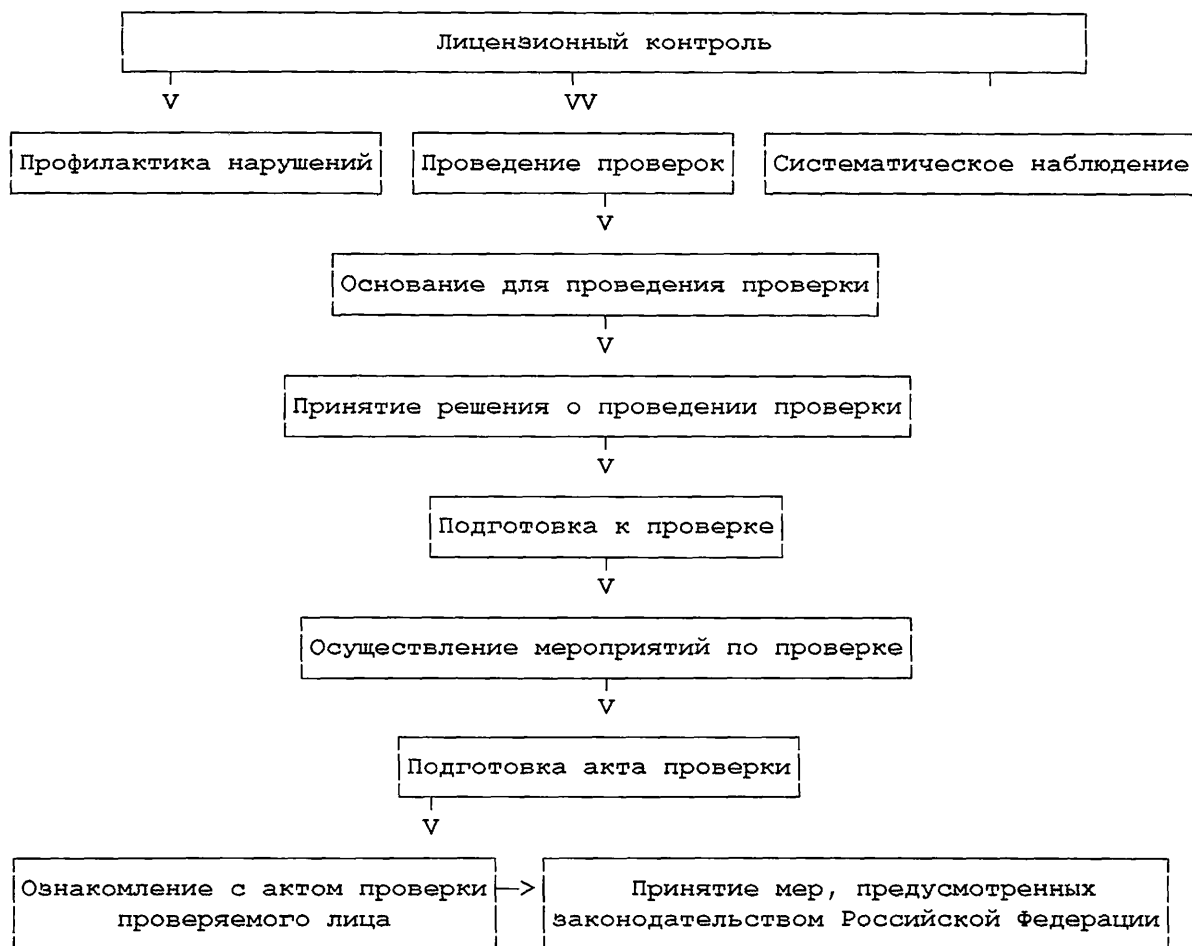 Лицензионный контроль
V VV
Профилактика нарушений Проведение проверок Систематическое наблюдение
V
Основание для проведения проверки
V
Принятие решения о проведении проверки
V
Подготовка к проверке
V
Осуществление мероприятий по проверке
V
Подготовка акта проверки
V
Ознакомление с актом проверки
проверяемого лица
—>
Принятие мер, предусмотренных
законодательством Российской Федерации